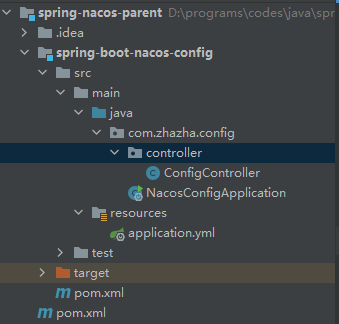 spring-nacos-parent D:\programs\codes\java\spr
.idea
spring-boot-nacos-config
src
main
java
com.zhazha.config
controller
ConfigController
NacosConfigApplication
resources
application.yml
test
target
pom.xml
pom.xml